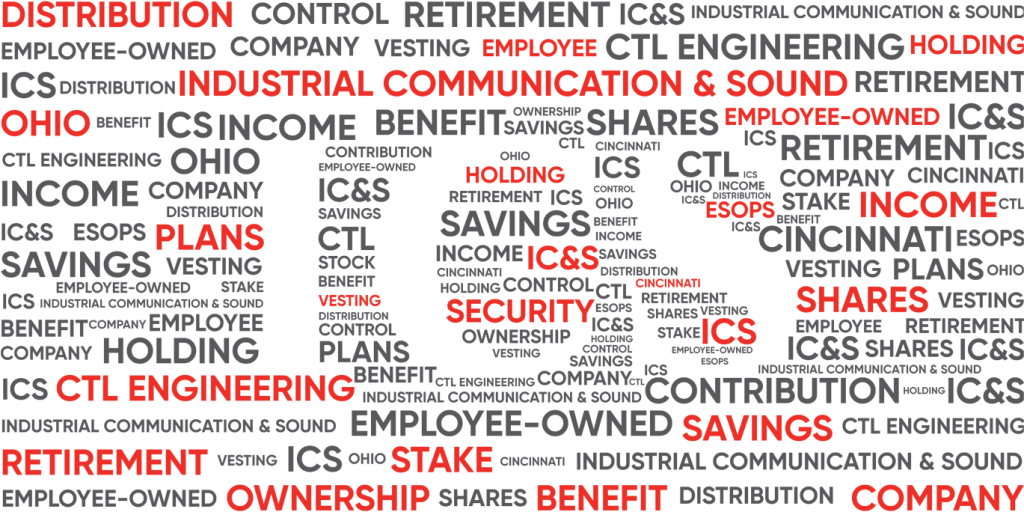 DISTRIBUTION CONTROL RETIREMENT IC&S INDUSTRIAL COMMUNICATION & SOUND
EMPLOYEE-OWNED COMPANY VESTING EMPLOYEE CTL ENGINEERING HOLDING
ICS DISTRIBUTION INDUSTRIAL COMMUNICATION & SOUND RETIREMENT
OHIO BENEFIT ICS INCOME BENEFIT OWNERSHIP SAVINGS SHARES EMPLOYEE-OWNED IC&S
CTL CINCINNATI ICS RETIREMENT ICS
CTL ENGINEERING OHIO CONTRIBUTION OHIO ICS CTL ICS COMPANY CINCINNATI
EMPLOYEE-OWNED HOLDING
INCOME COMPANY IC&S RETIREMENT ICS CONTROL OHIO INCOME STAKE INCOME CTL
OHIO IC&S DISTRIBUTION
DISTRIBUTION SAVINGS SAVINGS BENEFIT ESOPS BENEFIT
IC&S ESOPS PLANS CTL INCOME IC&S CINCINNATI ESOPS
SAVINGS VESTING STOCK INCOME IC&S SAVINGS VESTING PLANS OHIO
CINCINNATI DISTRIBUTION
EMPLOYEE-OWNED STAKE BENEFIT HOLDING CONTROL CTL CINCINNATI
ICS INDUSTRIAL COMMUNICATION & SOUND VESTING SECURITY ESOPS RETIREMENT SHARES VESTING
DISTRIBUTION SHARES VESTING
BENEFIT COMPANY EMPLOYEE CONTROL OWNERSHIP IC&S STAKE ICS EMPLOYEE RETIREMENT
HOLDING
COMPANY HOLDING PLANS VESTING CONTROL EMPLOYEE-OWNED IC&S SHARES IC&S
SAVINGS ESOPS
BENEFIT ICS INDUSTRIAL COMMUNICATION & SOUND
ICS CTL ENGINEERING CTL ENGINEERING COMPANY CTL CONTRIBUTION HOLDING IC&S
INDUSTRIAL COMMUNICATION & SOUND
INDUSTRIAL COMMUNICATION & SOUND EMPLOYEE-OWNED SAVINGS CTL ENGINEERING
RETIREMENT VESTING ICS OHIO STAKE CINCINNATI INDUSTRIAL COMMUNICATION & SOUND
EMPLOYEE-OWNED OWNERSHIP SHARES BENEFIT DISTRIBUTION COMPANY